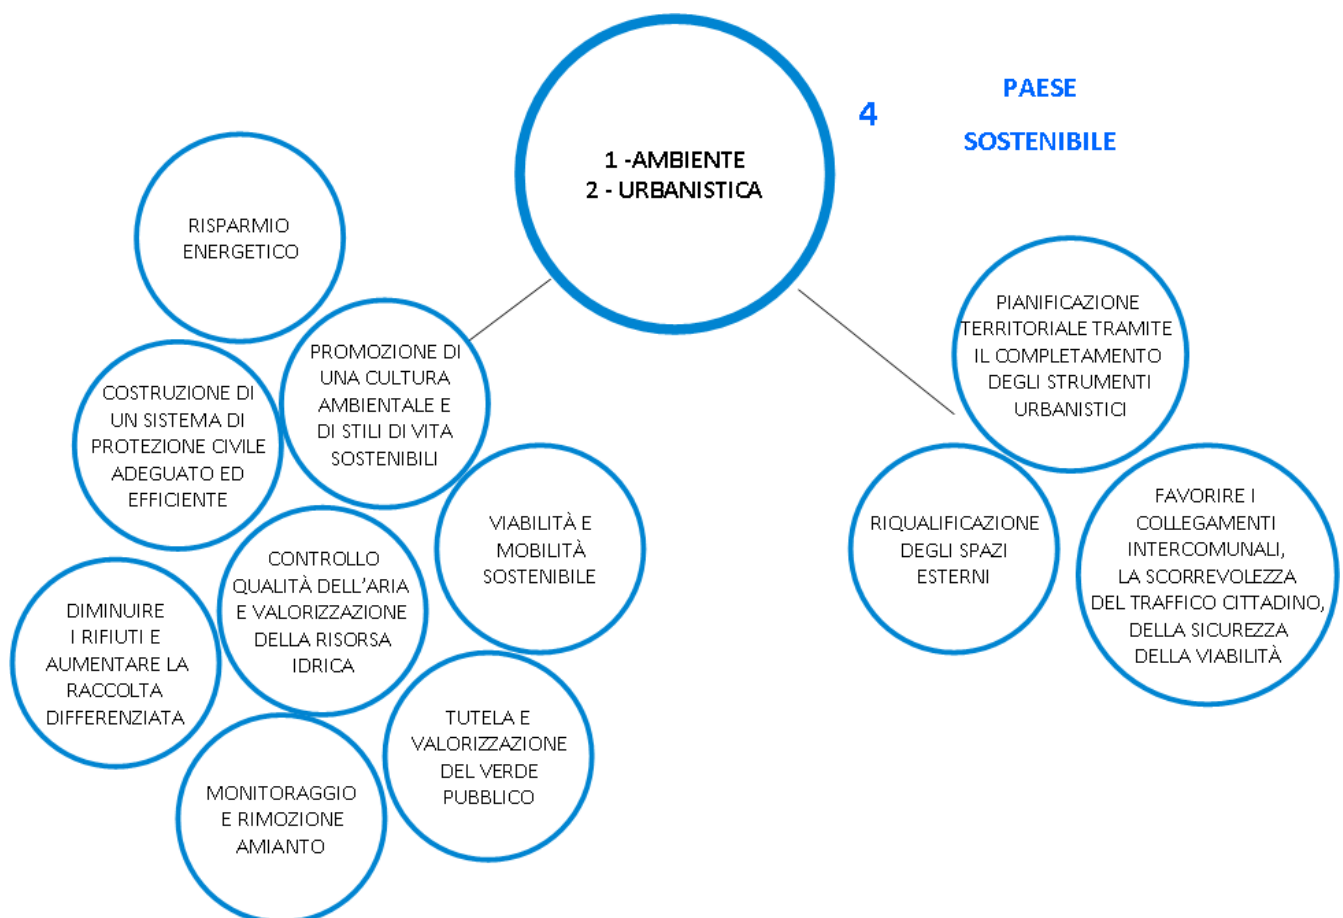 1 -AMBIENTE
2 - URBANISTICA
4
PAESE
SOSTENIBILE
RISPARMIO
ENERGETICO
PROMOZIONE DI
UNA CULTURA
AMBIENTALE E
DI STILI DI VITA
SOSTENIBILI
COSTRUZIONE DI
UN SISTEMA DI
PROTEZIONE CIVILE
ADEGUATO ED
EFFICIENTE
VIABILITÀ E
MOBILITÀ
SOSTENIBILE
CONTROLLO
QUALITÀ DELL’ARIA
E VALORIZZAZIONE
DELLA RISORSA
IDRICA
DIMINUIRE
I RIFIUTI E
AUMENTARE LA
RACCOLTA
DIFFERENZIATA
TUTELA E
VALORIZZAZIONE
DEL VERDE
PUBBLICO
MONITORAGGIO
E RIMOZIONE
AMIANTO
PIANIFICAZIONE
TERRITORIALE TRAMITE
IL COMPLETAMENTO
DEGLI STRUMENTI
URBANISTICI
RIQUALIFICAZIONE
DEGLI SPAZI
ESTERNI
FAVORIRE I
COLLEGAMENTI
INTERCOMUNALI,
LA SCORREVOLEZZA
DEL TRAFFICO CITTADINO,
DELLA SICUREZZA
DELLA VIABILITÀ